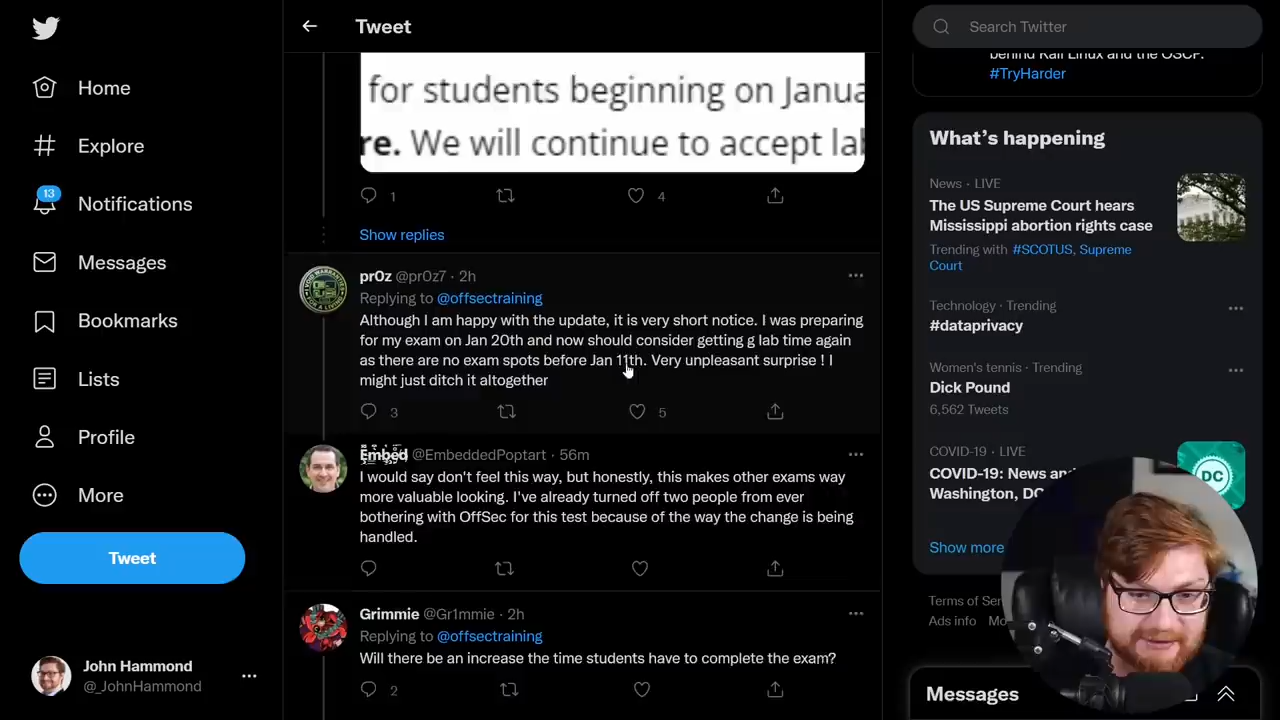 Home
Explore
13
Notifications
Messages
Bookmarks
Lists
Profile
More
Tweet
John Hammond
@_JohnHammond
Tweet
for students beginning on Janua
re. We will continue to accept la
1
4
Show replies
pr0z @pr0z7 · 2h
Replying to @offsectraining
Although I am happy with the update, it is very short notice. I was preparing
for my exam on Jan 20th and now should consider getting g lab time again
as there are no exam spots before Jan 11th. Very unpleasant surprise ! I
might just ditch it altogether
3
5
Embed @EmbeddedPoptart · 56m
I would say don't feel this way, but honestly, this makes other exams way
more valuable looking. I've already turned off two people from ever
bothering with OffSec for this test because of the way the change is being
handled.
Grimmie @Gr1mmie · 2h
Replying to @offsectraining
Will there be an increase the time students have to complete the exam?
2
Search Twitter
behind Kali Linux and the OSCP.
#TryHarder
What's happening
News · LIVE
The US Supreme Court hears
Mississippi abortion rights case
Trending with #SCOTUS, Supreme
Court
Technology · Trending
#dataprivacy
Women's tennis · Trending
Dick Pound
6,562 Tweets
COVID-19 · LIVE
COVID-19: News and
Washington, DC
DC
Show more
Terms of Ser
Ads info Mo
Messages